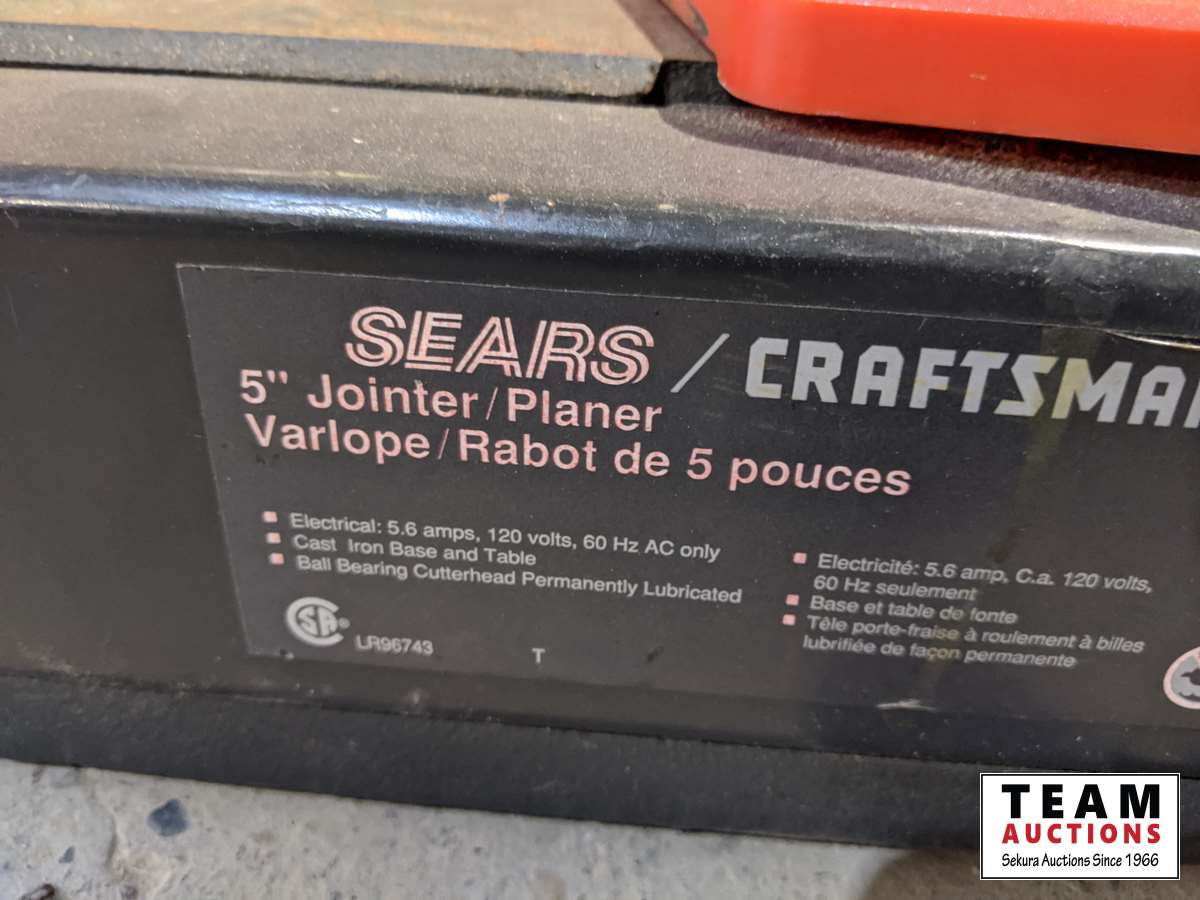 SEARS / CRAFTSMA
5" Jointer/Planer
Varlope/Rabot de 5 pouces
Electrical: 5.6 amps, 120 volts, 60 Hz AC only
Cast Iron Base and Table
Ball Bearing Cutterhead Permanently Lubricated
Electricité: 5.6 amp, C.a. 120 volts,
60 Hz seulement
Base et table de fonte
Têle porte-fraise à roulement à billes
lubrifiée de façon permanente
SA®
LR96743
T
TEAM
AUCTIONS
Sekura Auctions Since 1966